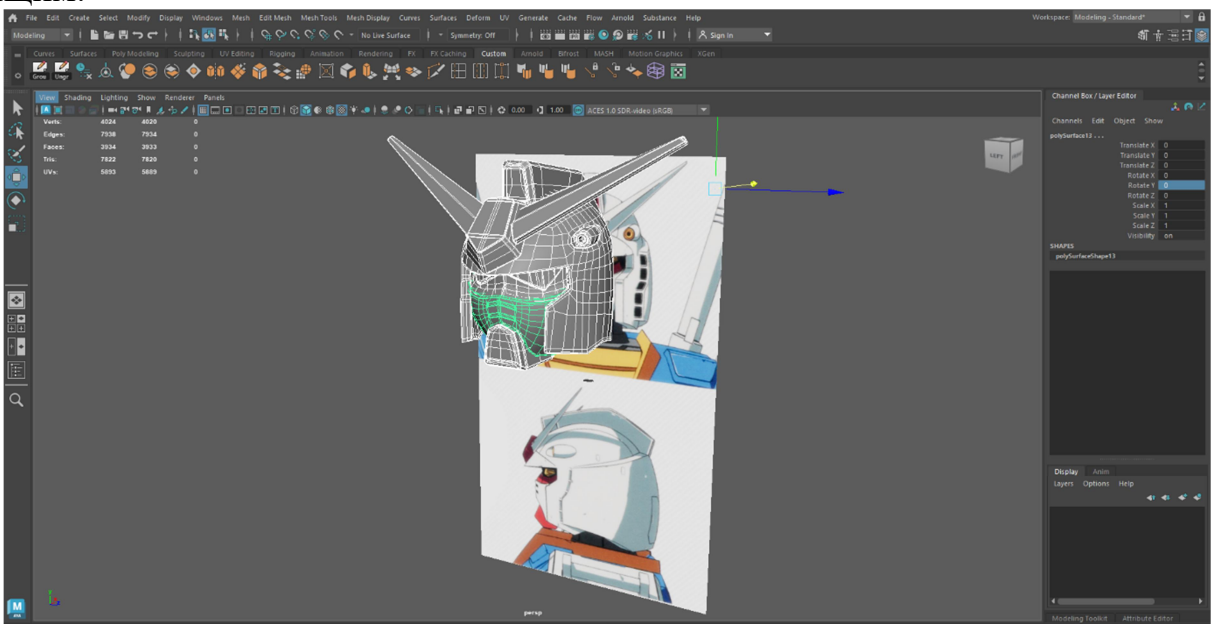 щим.
File Edit Create Select Modify Display Windows Mesh Edit Mesh Mesh Tools Mesh Display Curves Surfaces Deform UV Generate Cache Flow Arnold Substance Help
Workspace: Modeling - Standard*
Modeling No Live Surface Symmetry: Off Sign In
Curves Surfaces Poly Modeling Sculpting UV Editing Rigging Animation Rendering FX FX Caching Custom Arnold Bifrost MASH Motion Graphics XGen
Grou Ungr
View Shading Lighting Show Renderer Panels
0.00 1.00 ACES 1.0 SDR-video (sRGB)
Verts: 4024 4020 0
Edges: 7938 7934 0
Faces: 3934 3933 0
Tris: 7822 7820 0
UVs: 5893 5889 0
LEFT
Channel Box / Layer Editor
Channels Edit Object Show
polySurface13 . . .
Translate X 0
Translate Y 0
Translate Z 0
Rotate X 0
Rotate Y 0
Rotate Z 0
Scale X 1
Scale Y 1
Scale Z 1
Visibility on
SHAPES
polySurfaceShape13
Display Anim
Layers Options Help
persp
M
Modeling Toolkit Attribute Editor